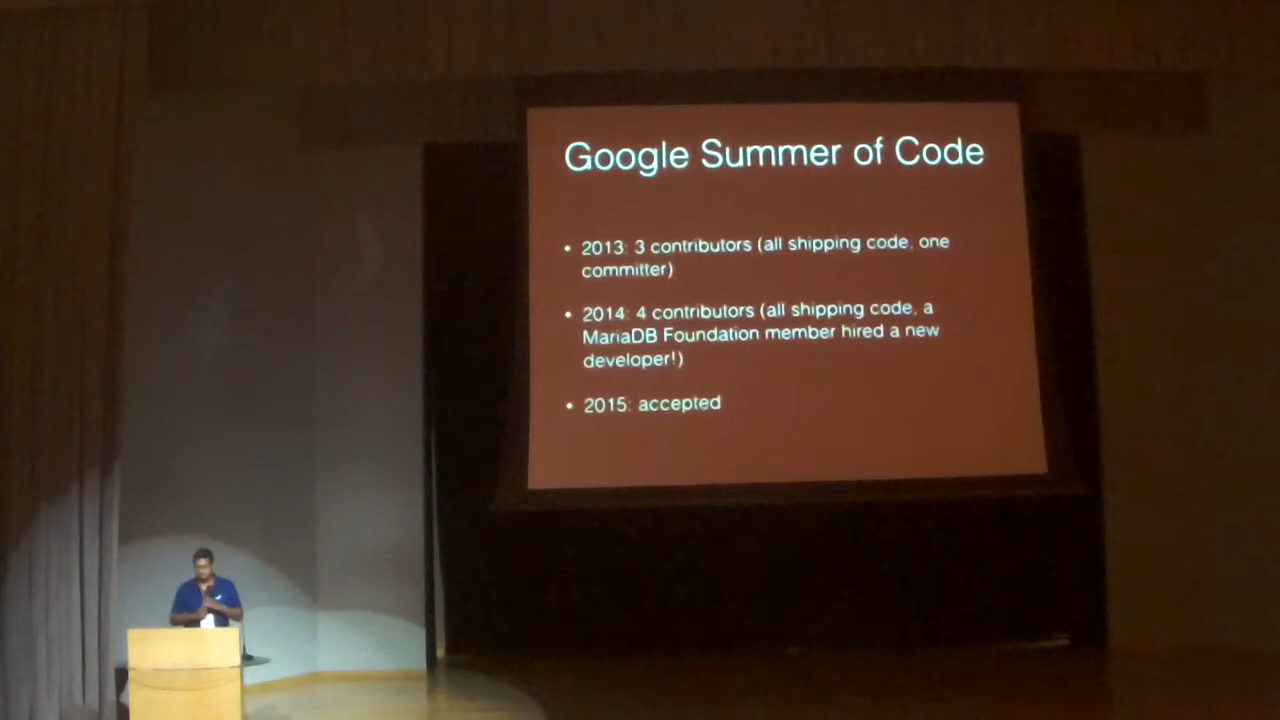 Google Summer of Code
• 2013: 3 contributors (all shipping code, one
committer)
• 2014: 4 contributors (all shipping code, a
MariaDB Foundation member hired a new
developer!)
• 2015: accepted